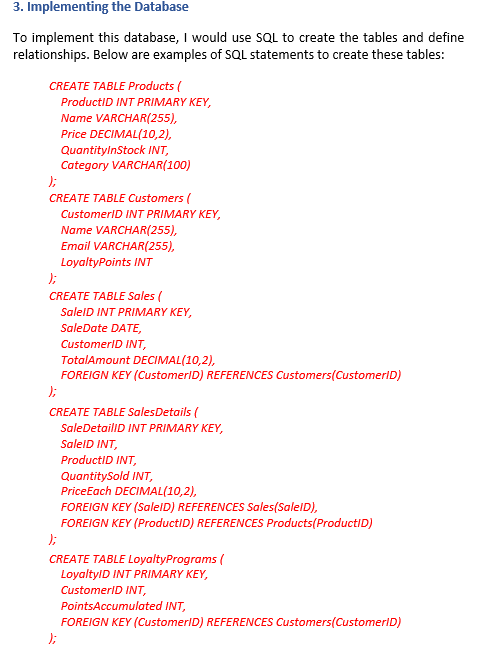 3. Implementing the Database
To implement this database, I would use SQL to create the tables and define
relationships. Below are examples of SQL statements to create these tables:
CREATE TABLE Products (
ProductID INT PRIMARY KEY,
Name VARCHAR(255),
Price DECIMAL(10,2),
QuantityInStock INT,
Category VARCHAR(100)
);
CREATE TABLE Customers (
CustomerID INT PRIMARY KEY,
Name VARCHAR(255),
Email VARCHAR(255),
LoyaltyPoints INT
);
CREATE TABLE Sales (
SaleID INT PRIMARY KEY,
SaleDate DATE,
CustomerID INT,
TotalAmount DECIMAL(10,2),
FOREIGN KEY (CustomerID) REFERENCES Customers(CustomerID)
);
CREATE TABLE SalesDetails (
SaleDetailID INT PRIMARY KEY,
SaleID INT,
ProductID INT,
QuantitySold INT,
PriceEach DECIMAL(10,2),
FOREIGN KEY (SaleID) REFERENCES Sales(SaleID),
FOREIGN KEY (ProductID) REFERENCES Products(ProductID)
);
CREATE TABLE LoyaltyPrograms (
LoyaltyID INT PRIMARY KEY,
CustomerID INT,
PointsAccumulated INT,
FOREIGN KEY (CustomerID) REFERENCES Customers(CustomerID)
);